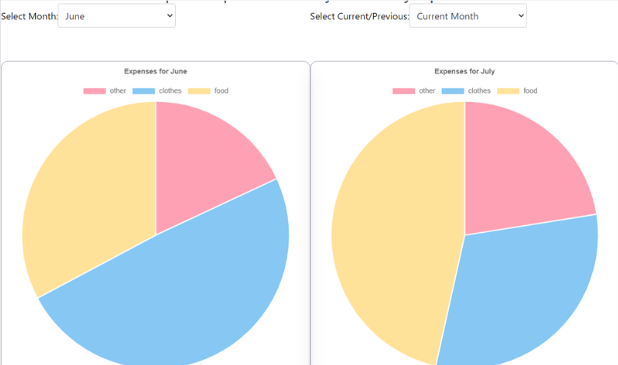 Select Month: June
Select Current/Previous: Current Month
Expenses for June
other clothes food
Expenses for July
other clothes food